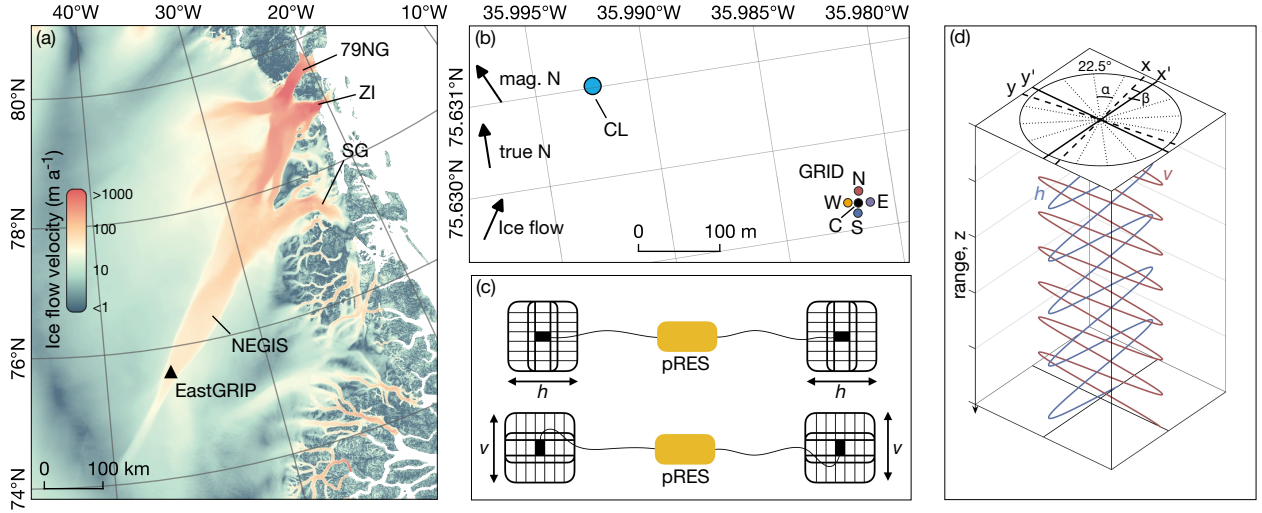 40°W 30°W 20°W 10°W
(a)
79NG
ZI
SG
80°N
78°N
76°N
74°N
Ice flow velocity (m a⁻¹)
>1000
100
10
<1
NEGIS
EastGRIP
0 100 km
35.995°W 35.990°W 35.985°W 35.980°W
(b)
mag. N
true N
Ice flow
75.631°N
75.630°N
CL
GRID
N
W E
C S
0 100 m
(c)
pRES
h h
v v
pRES
(d)
22.5°
y y' x x'
α
β
h
v
range, z